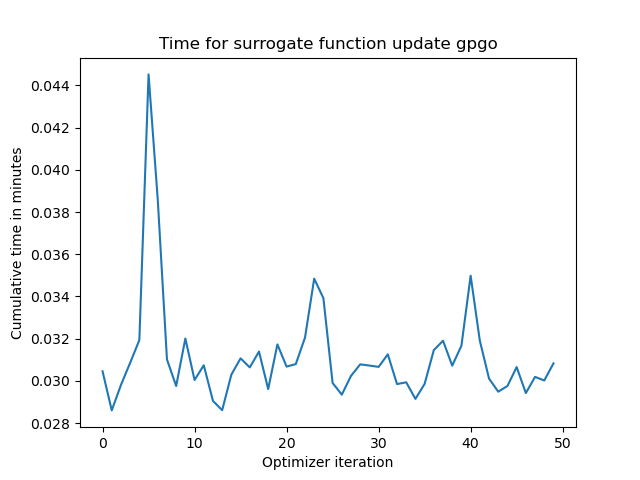 Time for surrogate function update gpgo
Cumulative time in minutes
0.044
0.042
0.040
0.038
0.036
0.034
0.032
0.030
0.028
0 10 20 30 40 50
Optimizer iteration